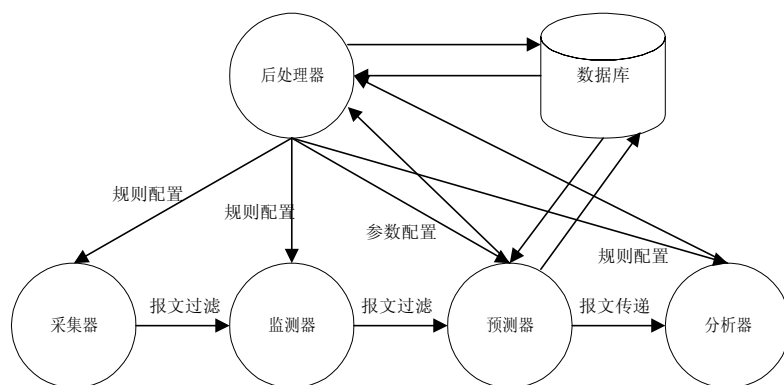 后处理器
数据库
规则配置
规则配置
参数配置
规则配置
采集器
报文过滤
监测器
报文过滤
预测器
报文传递
分析器